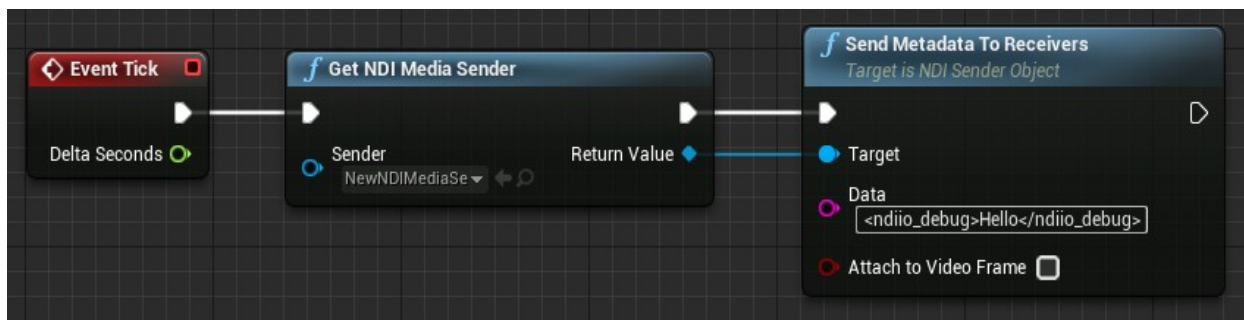 Event Tick
Delta Seconds
f Get NDI Media Sender
Sender
NewNDIMediaSe
Return Value
f Send Metadata To Receivers
Target is NDI Sender Object
Target
Data
<ndiio_debug>Hello</ndiio_debug>
Attach to Video Frame